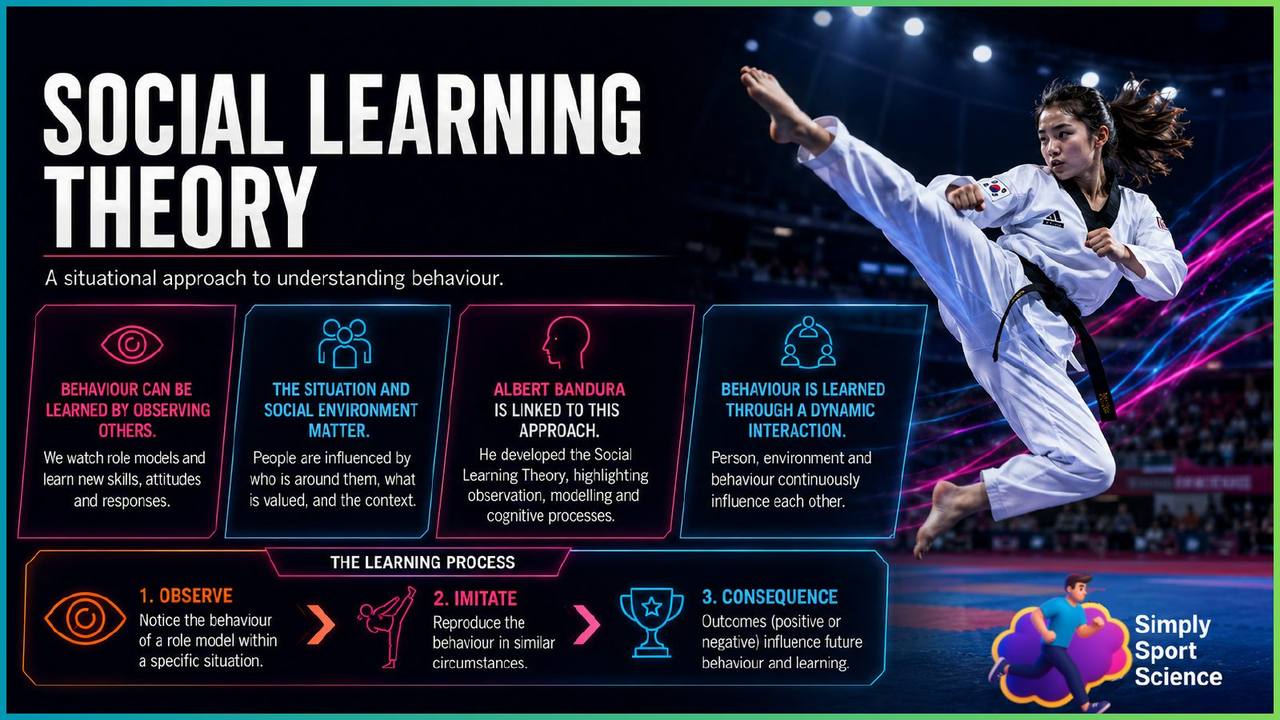 SOCIAL LEARNING
THEORY
A situational approach to understanding behaviour.
BEHAVIOUR CAN BE
LEARNED BY OBSERVING
OTHERS.
We watch role models and
learn new skills, attitudes
and responses.
THE SITUATION AND
SOCIAL ENVIRONMENT
MATTER.
People are influenced by
who is around them, what
is valued, and the context.
ALBERT BANDURA
IS LINKED TO THIS
APPROACH.
He developed the Social
Learning Theory, highlighting
observation, modelling and
cognitive processes.
BEHAVIOUR IS LEARNED
THROUGH A DYNAMIC
INTERACTION.
Person, environment and
behaviour continuously
influence each other.
THE LEARNING PROCESS
1. OBSERVE
Notice the behaviour
of a role model within
a specific situation.
2. IMITATE
Reproduce the
behaviour in similar
circumstances.
3. CONSEQUENCE
Outcomes (positive or
negative) influence future
behaviour and learning.
Simply
Sport
Science